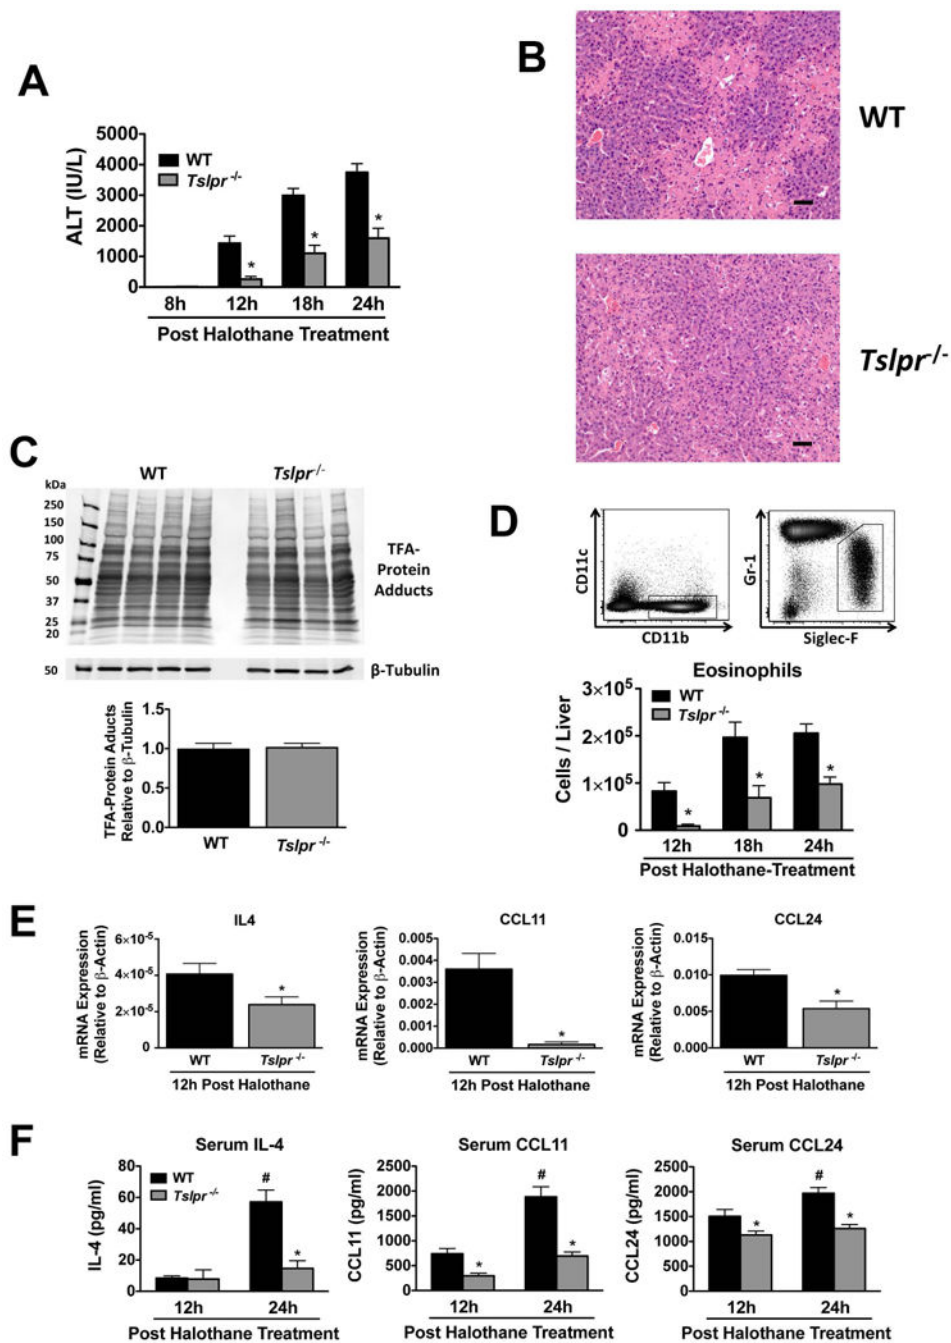 A
5000
4000
3000
2000
1000
0
ALT (IU/L)
WT
Tslpr -/-
*
*
*
8h 12h 18h 24h
Post Halothane Treatment
B
WT
Tslpr-/-
C
WT Tslpr-/-
kDa
250
150
100
75
50
37
25
20
TFA-
Protein
Adducts
50
β-Tubulin
TFA-Protein Aducts
Relative to β-Tubulin
1.5
1.0
0.5
0.0
WT Tslpr -/-
D
CD11c
CD11b
Gr-1
Siglec-F
Eosinophils
Cells / Liver
3×10⁵
2×10⁵
1×10⁵
0
WT
Tslpr -/-
*
*
*
12h 18h 24h
Post Halothane-Treatment
E
IL4
mRNA Expression
(Relative to β-Actin)
6×10-5
4×10-5
2×10-5
0
*
WT Tslpr -/-
12h Post Halothane
CCL11
mRNA Expression
(Relative to β-Actin)
0.005
0.004
0.003
0.002
0.001
0.000
*
WT Tslpr -/-
12h Post Halothane
CCL24
mRNA Expression
(Relative to β-Actin)
0.015
0.010
0.005
0.000
*
WT Tslpr -/-
12h Post Halothane
F
Serum IL-4
IL-4 (pg/ml)
80
60
40
20
0
WT
Tslpr -/-
#
*
12h 24h
Post Halothane Treatment
Serum CCL11
CCL11 (pg/ml)
2500
2000
1500
1000
500
0
*
#
*
12h 24h
Post Halothane Treatment
Serum CCL24
CCL24 (pg/ml)
2500
2000
1500
1000
500
0
*
#
*
12h 24h
Post Halothane Treatment